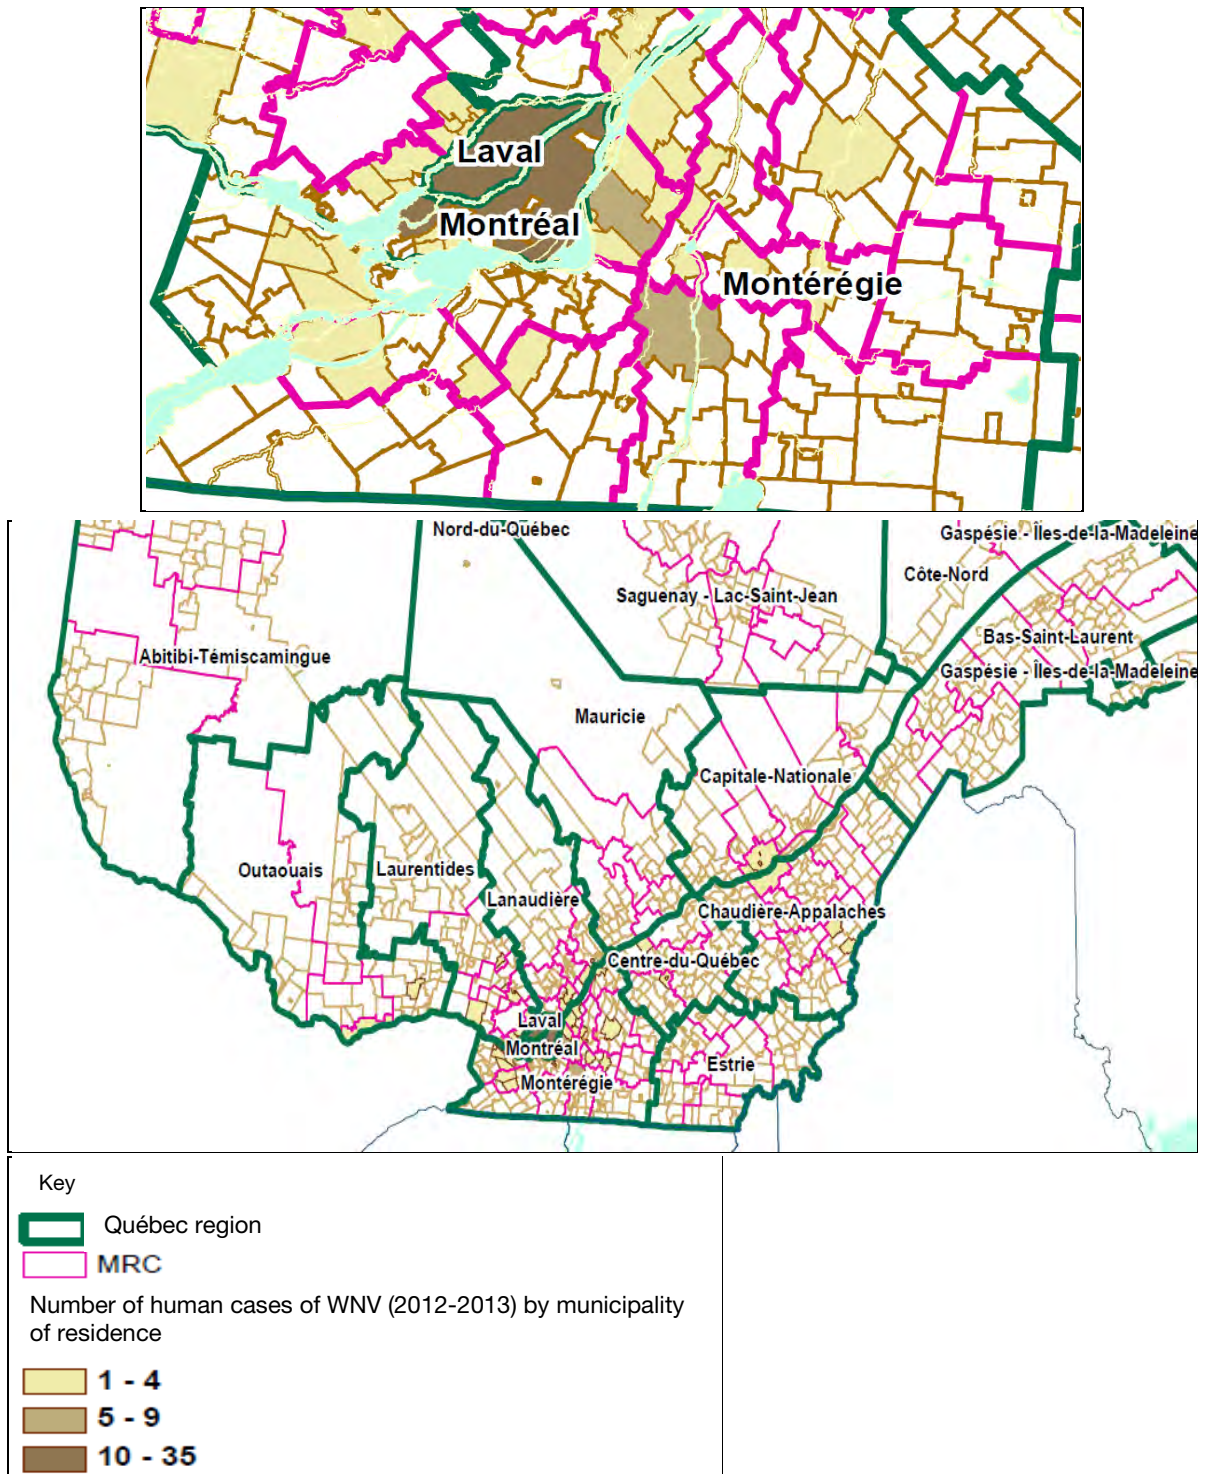 Laval
Montréal
Montérégie
Nord-du-Québec
Gaspésie - Îles-de-la-Madeleine
Côte-Nord
Saguenay - Lac-Saint-Jean
Bas-Saint-Laurent
Abitibi-Témiscamingue
Gaspésie - Îles-de-la-Madeleine
Mauricie
Capitale-Nationale
Outaouais
Laurentides
Lanaudière
Chaudière-Appalaches
Centre-du-Québec
Laval
Montréal
Estrie
Montérégie
Key
Québec region
MRC
Number of human cases of WNV (2012-2013) by municipality
of residence
1 - 4
5 - 9
10 - 35